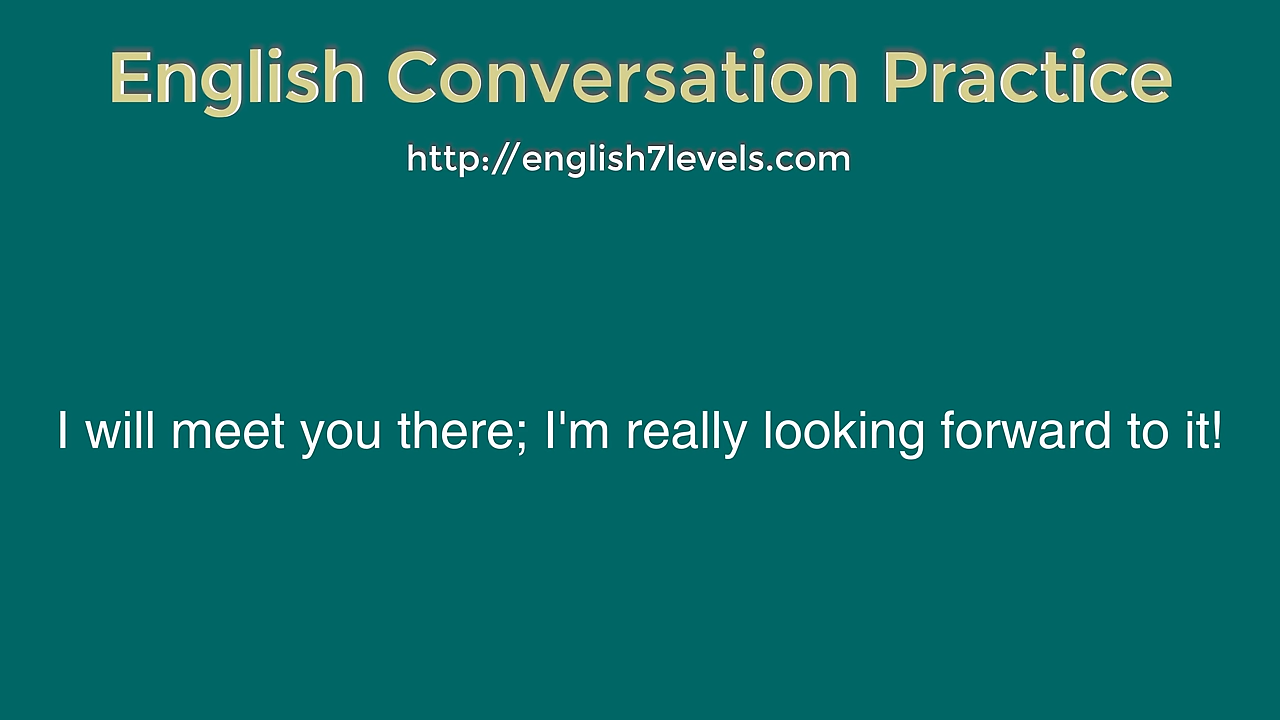 English Conversation Practice
http://english7levels.com
I will meet you there; I'm really looking forward to it!